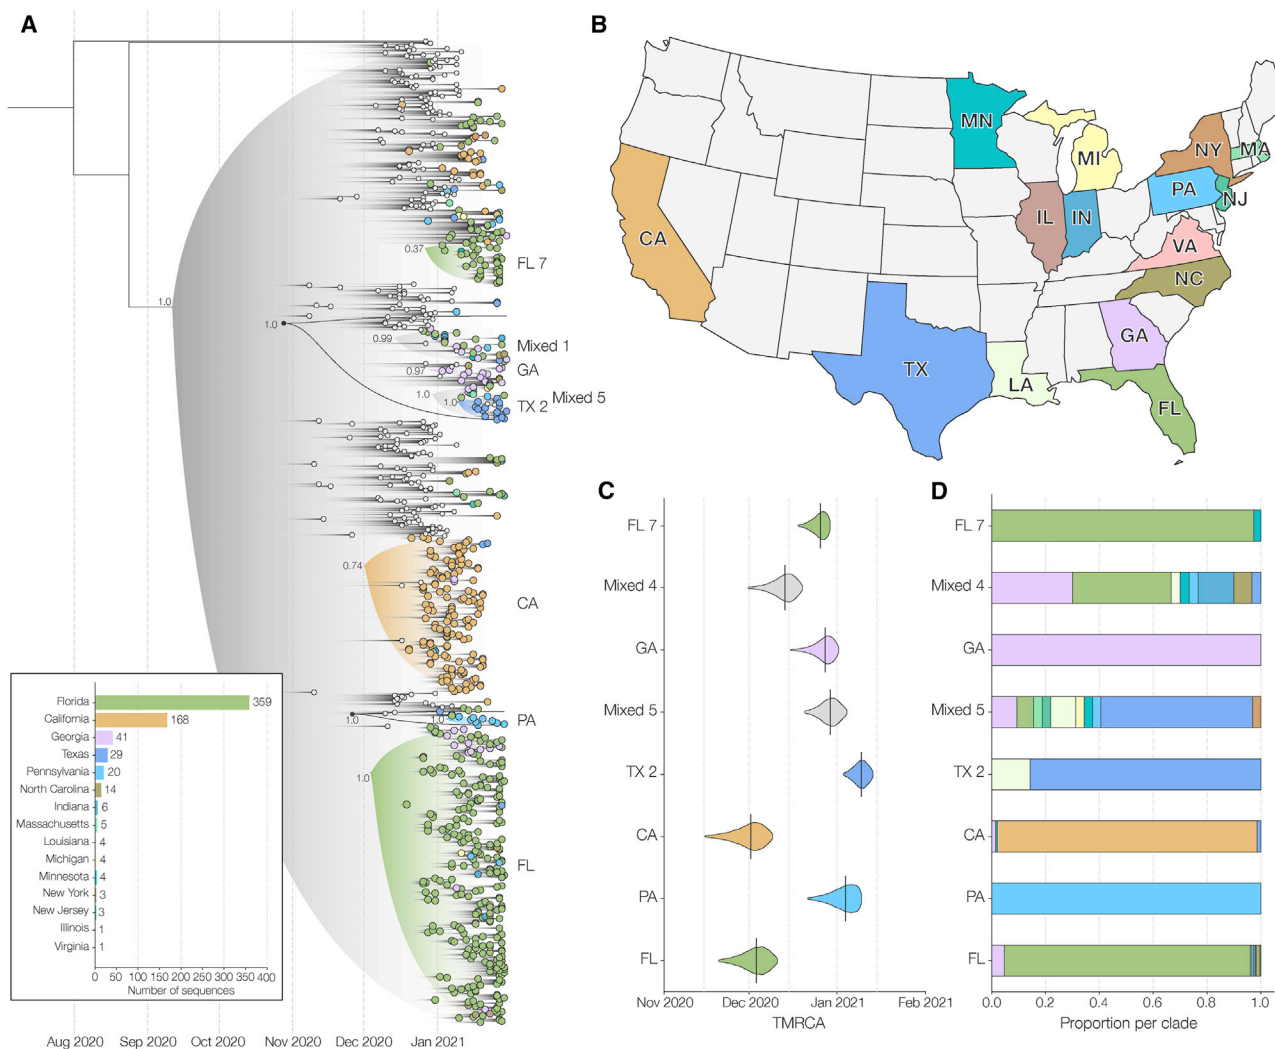 A
FL 7
0.37
1.0
1.0
0.99
Mixed 1
0.97
GA
1.0
Mixed 5
1.0
TX 2
0.74
CA
1.0
1.0
PA
1.0
FL
Florida 359
California 168
Georgia 41
Texas 29
Pennsylvania 20
North Carolina 14
Indiana 6
Massachusetts 5
Louisiana 4
Michigan 4
Minnesota 4
New York 3
New Jersey 3
Illinois 1
Virginia 1
0 50 100 150 200 250 300 350 400
Number of sequences
Aug 2020 Sep 2020 Oct 2020 Nov 2020 Dec 2020 Jan 2021
B
MN
MI
NY
MA
PA
NJ
IL
IN
CA
VA
NC
GA
TX
LA
FL
C
FL 7
Mixed 4
GA
Mixed 5
TX 2
CA
PA
FL
Nov 2020 Dec 2020 Jan 2021 Feb 2021
TMRCA
D
FL 7
Mixed 4
GA
Mixed 5
TX 2
CA
PA
FL
0.0 0.2 0.4 0.6 0.8 1.0
Proportion per clade